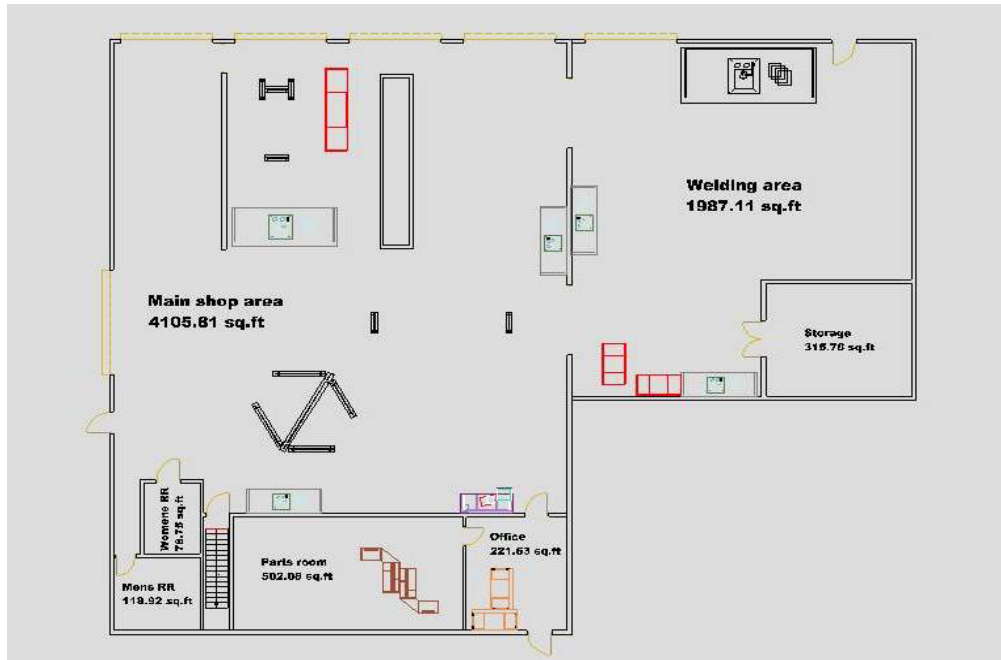 Welding area
1987.11 sq.ft
Main shop area
4105.81 sq.ft
Storage
315.76 sq.ft
Womens RR
78.75 sq.ft
Office
221.63 sq.ft
Parts room
502.08 sq.ft
Mens RR
118.92 sq.ft